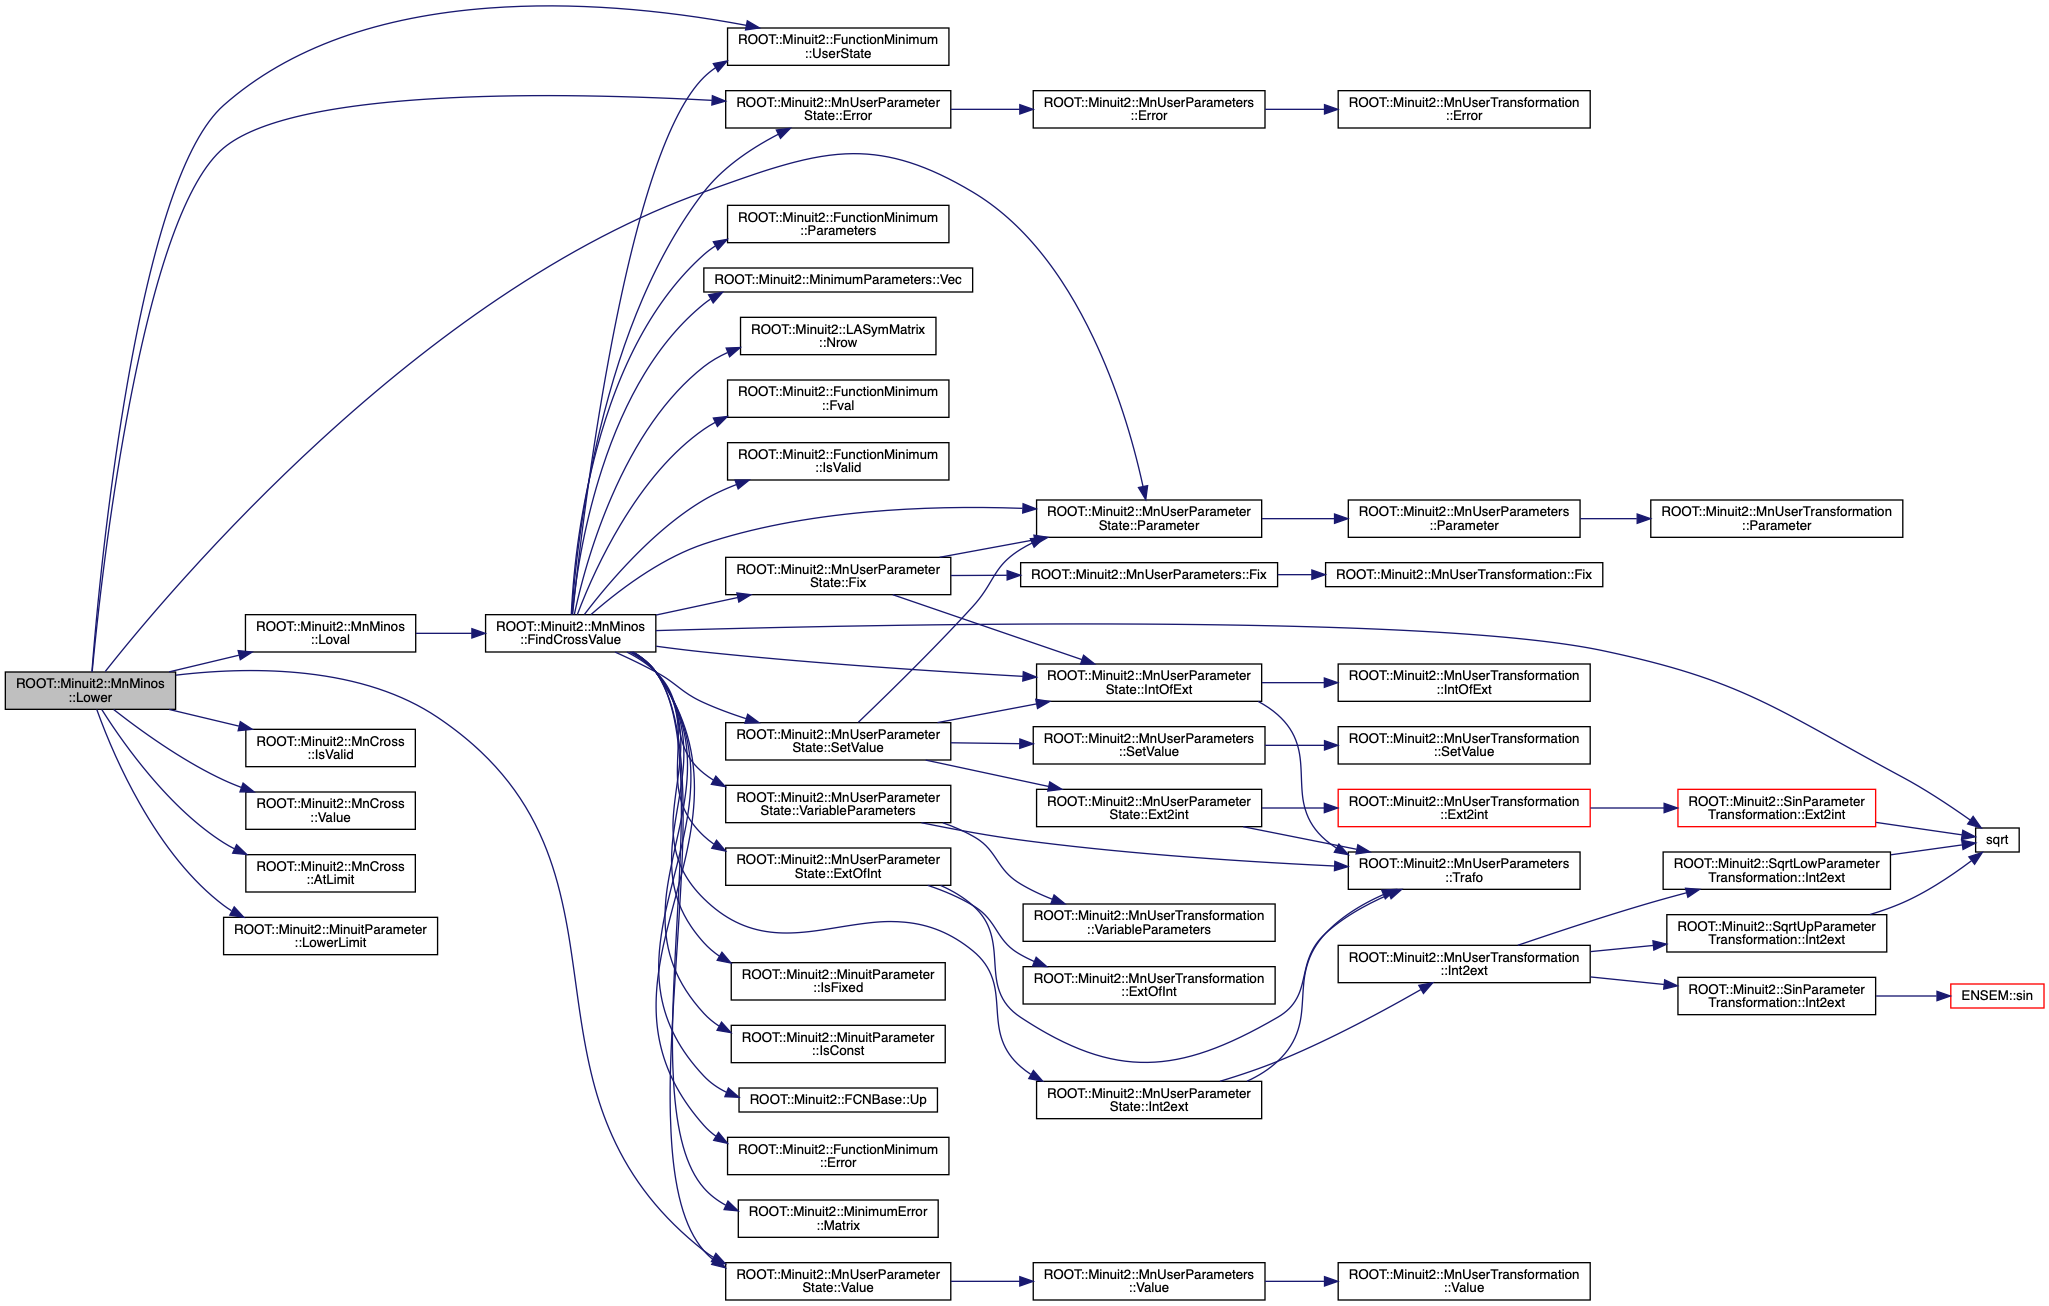 ROOT::Minuit2::MnMinos
::Lower
ROOT::Minuit2::MnMinos
::Loval
ROOT::Minuit2::MnCross
::IsValid
ROOT::Minuit2::MnCross
::Value
ROOT::Minuit2::MnCross
::AtLimit
ROOT::Minuit2::MinuitParameter
::LowerLimit
ROOT::Minuit2::MnMinos
::FindCrossValue
ROOT::Minuit2::FunctionMinimum
::UserState
ROOT::Minuit2::MnUserParameter
State::Error
ROOT::Minuit2::FunctionMinimum
::Parameters
ROOT::Minuit2::MinimumParameters::Vec
ROOT::Minuit2::LASymMatrix
::Nrow
ROOT::Minuit2::FunctionMinimum
::Fval
ROOT::Minuit2::FunctionMinimum
::IsValid
ROOT::Minuit2::MnUserParameter
State::Fix
ROOT::Minuit2::MnUserParameter
State::SetValue
ROOT::Minuit2::MnUserParameter
State::VariableParameters
ROOT::Minuit2::MnUserParameter
State::ExtOfInt
ROOT::Minuit2::MinuitParameter
::IsFixed
ROOT::Minuit2::MinuitParameter
::IsConst
ROOT::Minuit2::FCNBase::Up
ROOT::Minuit2::FunctionMinimum
::Error
ROOT::Minuit2::MinimumError
::Matrix
ROOT::Minuit2::MnUserParameter
State::Value
ROOT::Minuit2::MnUserParameters
::Error
ROOT::Minuit2::MnUserParameter
State::Parameter
ROOT::Minuit2::MnUserParameters::Fix
ROOT::Minuit2::MnUserParameter
State::IntOfExt
ROOT::Minuit2::MnUserParameters
::SetValue
ROOT::Minuit2::MnUserParameter
State::Ext2int
ROOT::Minuit2::MnUserTransformation
::VariableParameters
ROOT::Minuit2::MnUserTransformation
::ExtOfInt
ROOT::Minuit2::MnUserParameter
State::Int2ext
ROOT::Minuit2::MnUserParameters
::Value
ROOT::Minuit2::MnUserTransformation
::Error
ROOT::Minuit2::MnUserParameters
::Parameter
ROOT::Minuit2::MnUserTransformation::Fix
ROOT::Minuit2::MnUserTransformation
::IntOfExt
ROOT::Minuit2::MnUserTransformation
::SetValue
ROOT::Minuit2::MnUserTransformation
::Ext2int
ROOT::Minuit2::MnUserParameters
::Trafo
ROOT::Minuit2::MnUserTransformation
::Int2ext
ROOT::Minuit2::MnUserTransformation
::Value
ROOT::Minuit2::MnUserTransformation
::Parameter
ROOT::Minuit2::SinParameter
Transformation::Ext2int
ROOT::Minuit2::SqrtLowParameter
Transformation::Int2ext
ROOT::Minuit2::SqrtUpParameter
Transformation::Int2ext
ROOT::Minuit2::SinParameter
Transformation::Int2ext
sqrt
ENSEM::sin